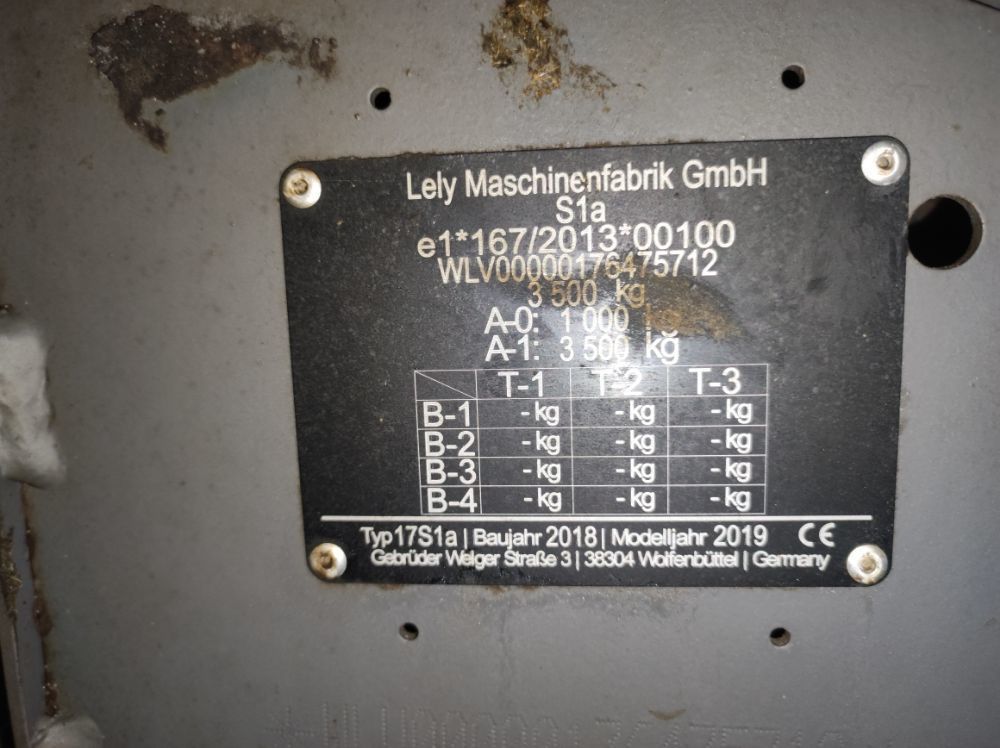 Lely Maschinenfabrik GmbH
S1a
e1*167/2013*00100
WLV00000176475712
3 500 kg
A-0: 1 000 kg
A-1: 3 500 kg
T-1 T-2 T-3
B-1 -kg -kg -kg
B-2 -kg -kg -kg
B-3 -kg -kg -kg
B-4 -kg -kg -kg
Typ17S1a | Baujahr 2018 | Modelljahr 2019 CE
Gebrüder Welger Straße 3 | 38304 Wolfenbüttel | Germany